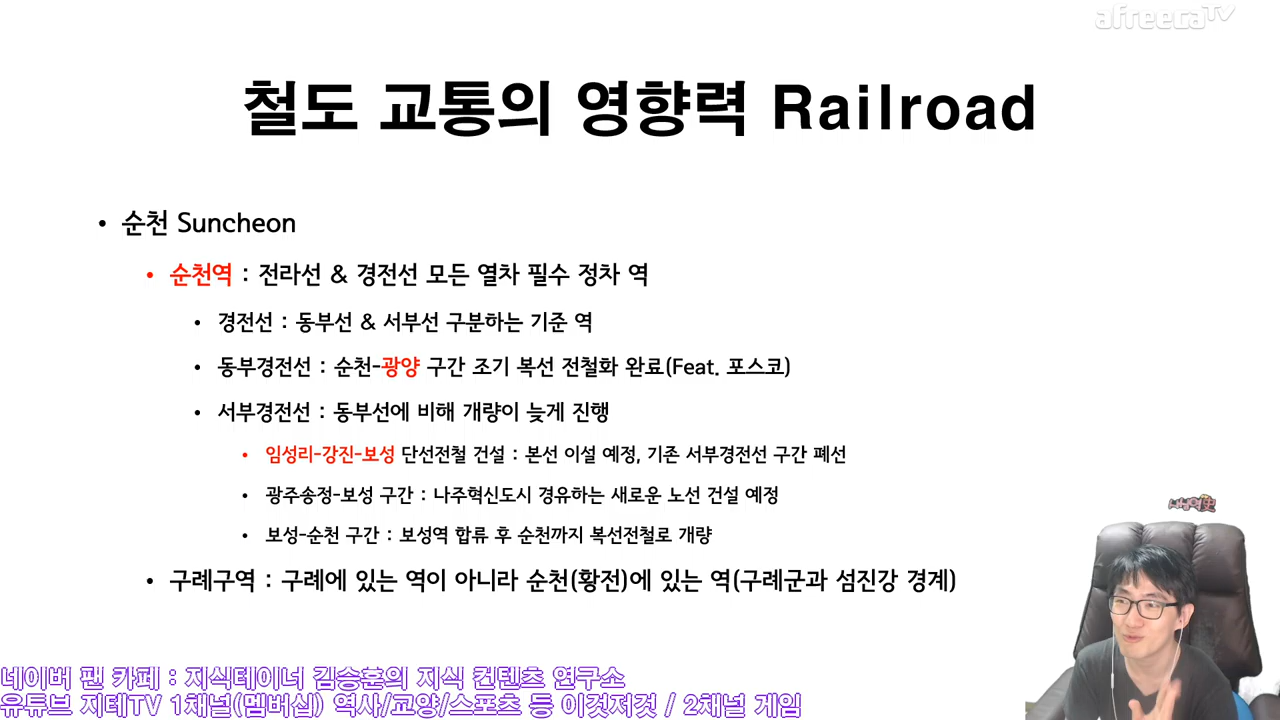 afreecaTV
철도 교통의 영향력 Railroad
• 순천 Suncheon
• 순천역 : 전라선 & 경전선 모든 열차 필수 정차 역
• 경전선 : 동부선 & 서부선 구분하는 기준 역
• 동부경전선 : 순천-광양 구간 조기 복선 전철화 완료(Feat. 포스코)
• 서부경전선 : 동부선에 비해 개량이 늦게 진행
• 임성리-강진-보성 단선전철 건설 : 본선 이설 예정, 기존 서부경전선 구간 폐선
• 광주송정-보성 구간 : 나주혁신도시 경유하는 새로운 노선 건설 예정
• 보성-순천 구간 : 보성역 합류 후 순천까지 복선전철로 개량
• 구례구역 : 구례에 있는 역이 아니라 순천(황전)에 있는 역(구례군과 섬진강 경계)
네이버 팬 카페 : 지식테이너 김승훈의 지식 컨텐츠 연구소
유튜브 지테TV 1채널(멤버십) 역사/교양/스포츠 등 이것저것 / 2채널 게임